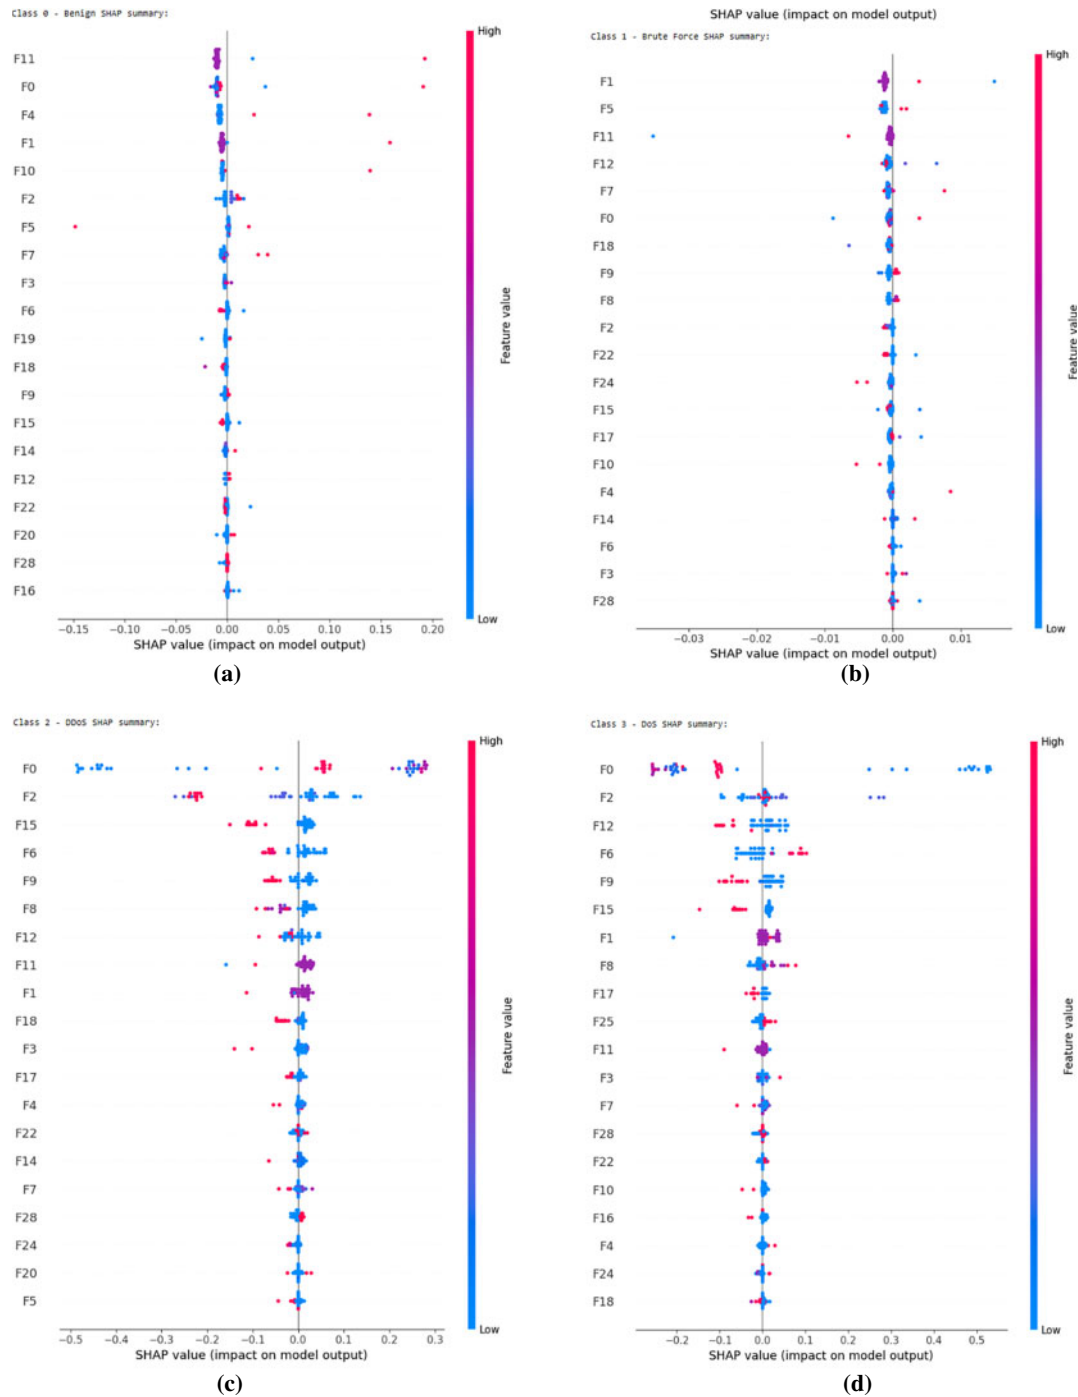 Class 0 - Benign SHAP summary:
High
F11
F0
F4
F1
F10
F2
F5
F7
F3
F6
F19
F18
F9
F15
F14
F12
F22
F20
F28
F16
Low
Feature value
−0.15 −0.10 −0.05 0.00 0.05 0.10 0.15 0.20
SHAP value (impact on model output)
(a)
SHAP value (impact on model output)
Class 1 - Brute Force SHAP summary:
High
F1
F5
F11
F12
F7
F0
F18
F9
F8
F2
F22
F24
F15
F17
F10
F4
F14
F6
F3
F28
Low
Feature value
−0.03 −0.02 −0.01 0.00 0.01
SHAP value (impact on model output)
(b)
Class 2 - DDoS SHAP summary:
High
F0
F2
F15
F6
F9
F8
F12
F11
F1
F18
F3
F17
F4
F22
F14
F7
F28
F24
F20
F5
Low
Feature value
−0.5 −0.4 −0.3 −0.2 −0.1 0.0 0.1 0.2 0.3
SHAP value (impact on model output)
(c)
Class 3 - DoS SHAP summary:
High
F0
F2
F12
F6
F9
F15
F1
F8
F17
F25
F11
F3
F7
F28
F22
F10
F16
F4
F24
F18
Low
Feature value
−0.2 −0.1 0.0 0.1 0.2 0.3 0.4 0.5
SHAP value (impact on model output)
(d)